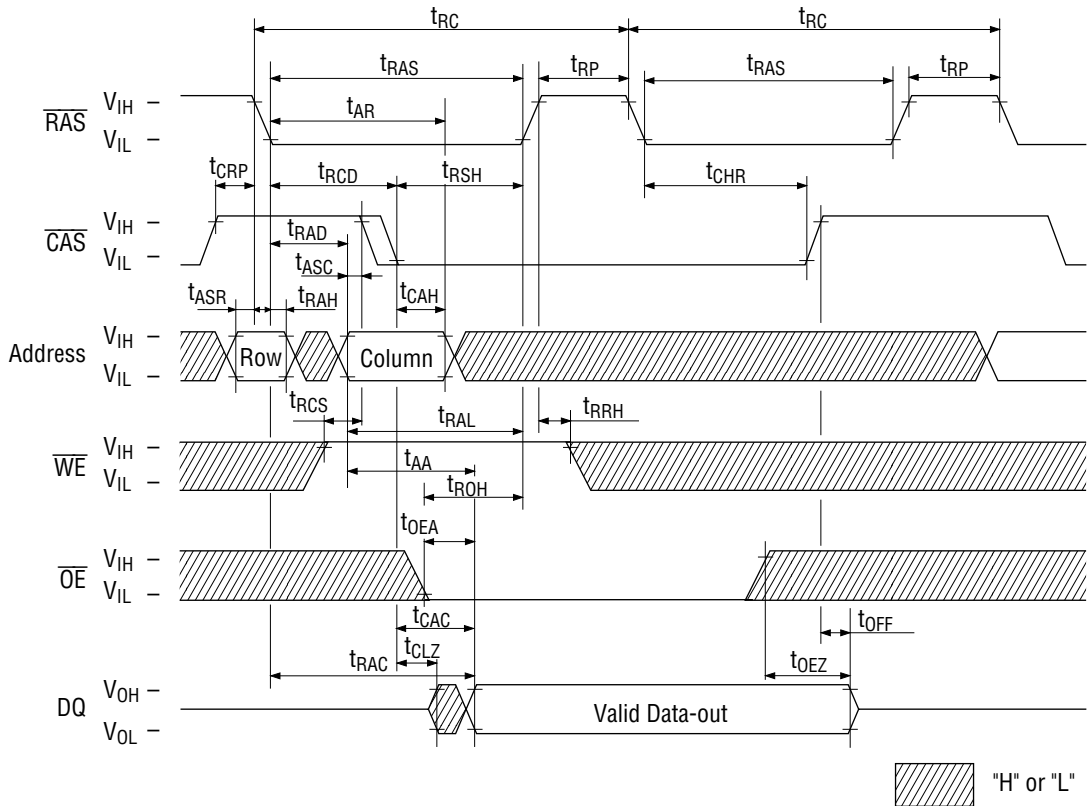 tRC tRC
tRAS tRP tRAS tRP
RAS VIH
VIL
tAR
tCRP tRCD tRSH tCHR
CAS VIH
VIL
tRAD
tASC
tASR tRAH tCAH
Address VIH
VIL
Row Column
tRCS tRAL tRRH
WE VIH
VIL
tAA
tROH
tOEA
OE VIH
VIL
tCAC tOFF
tCLZ
tRAC tOEZ
DQ VOH
VOL
Valid Data-out
"H" or "L"